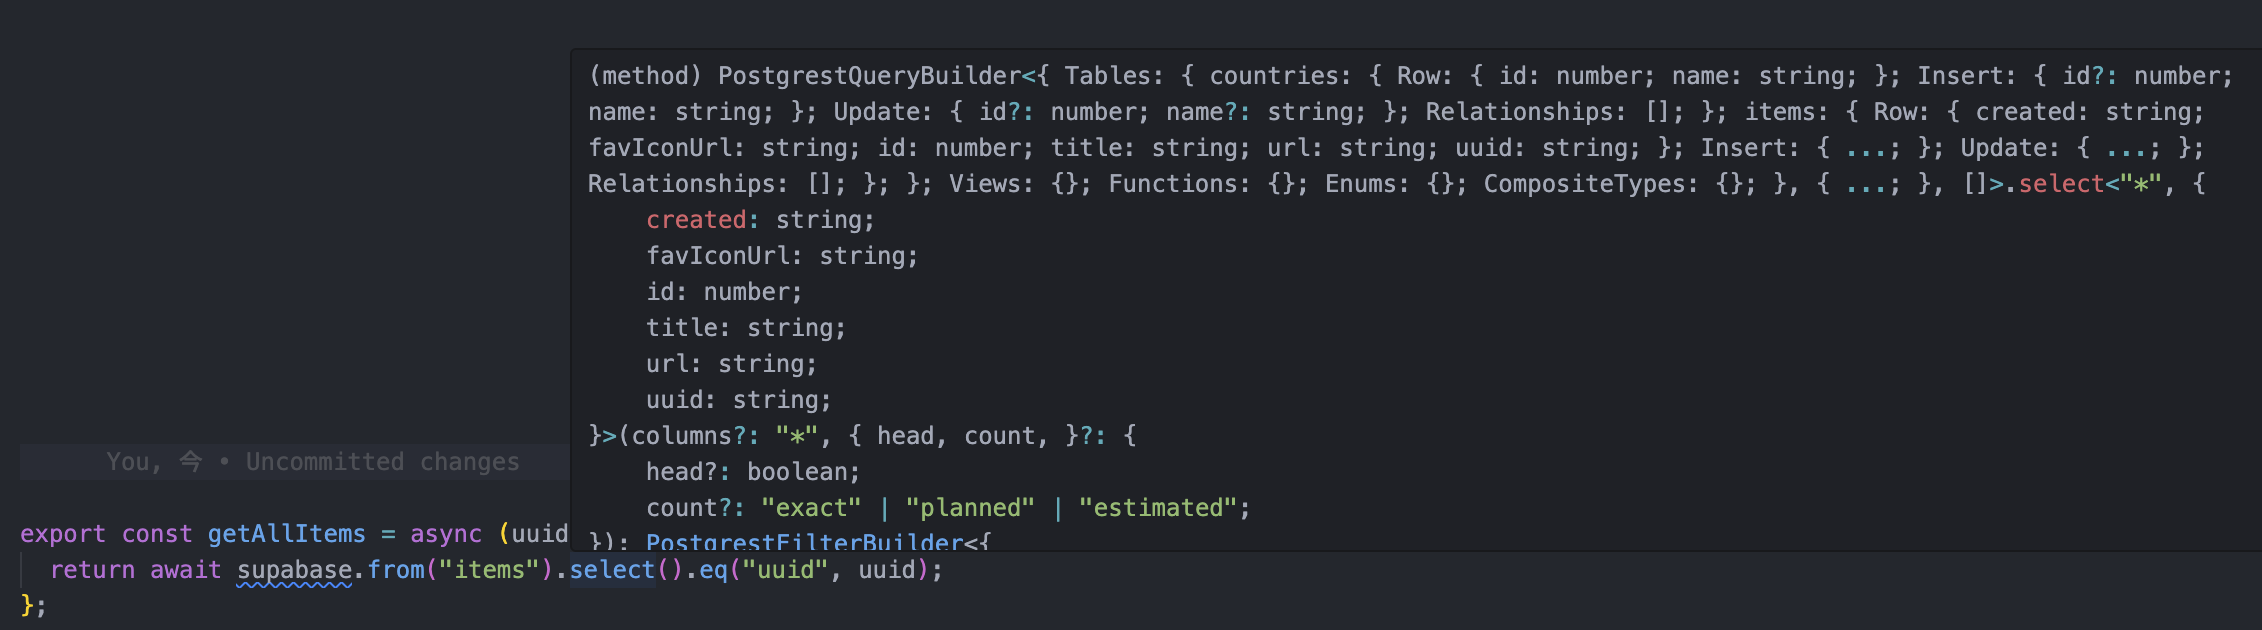 (method) PostgrestQueryBuilder<{ Tables: { countries: { Row: { id: number; name: string; }; Insert: { id?: number;
name: string; }; Update: { id?: number; name?: string; }; Relationships: []; }; items: { Row: { created: string;
favIconUrl: string; id: number; title: string; url: string; uuid: string; }; Insert: { ...; }; Update: { ...; };
Relationships: []; }; }; Views: {}; Functions: {}; Enums: {}; CompositeTypes: {}; }, { ...; }, []>.select<"*", {
created: string;
favIconUrl: string;
id: number;
title: string;
url: string;
uuid: string;
}>(columns?: "*", { head, count, }?: {
head?: boolean;
count?: "exact" | "planned" | "estimated";
}): PostgrestFilterBuilder<{
You, 今 • Uncommitted changes
export const getAllItems = async (uuid
return await supabase.from("items").select().eq("uuid", uuid);
};